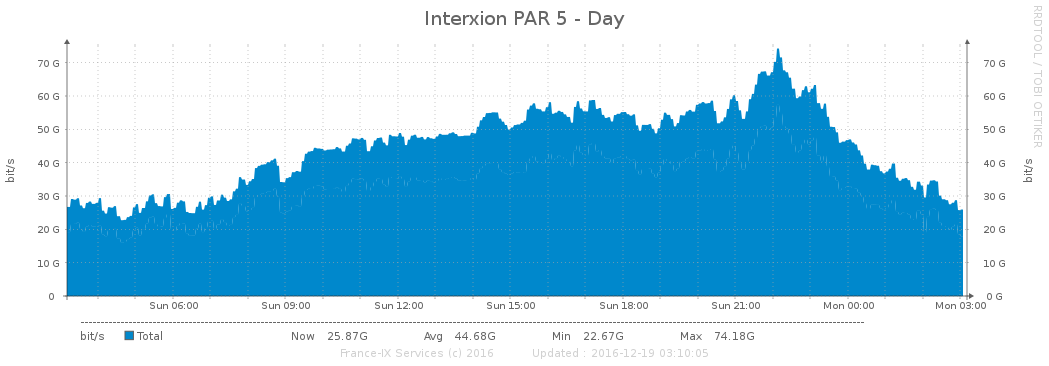 Interxion PAR 5 - Day
RRDTOOL / TOBI OETIKER
bit/s
70 G 70 G
60 G 60 G
50 G 50 G
40 G 40 G
30 G 30 G
20 G 20 G
10 G 10 G
0 0 G
bit/s
Sun 06:00 Sun 09:00 Sun 12:00 Sun 15:00 Sun 18:00 Sun 21:00 Mon 00:00 Mon 03:00
bit/s Total Now 25.87G Avg 44.68G Min 22.67G Max 74.18G
France-IX Services (c) 2016 Updated : 2016-12-19 03:10:05